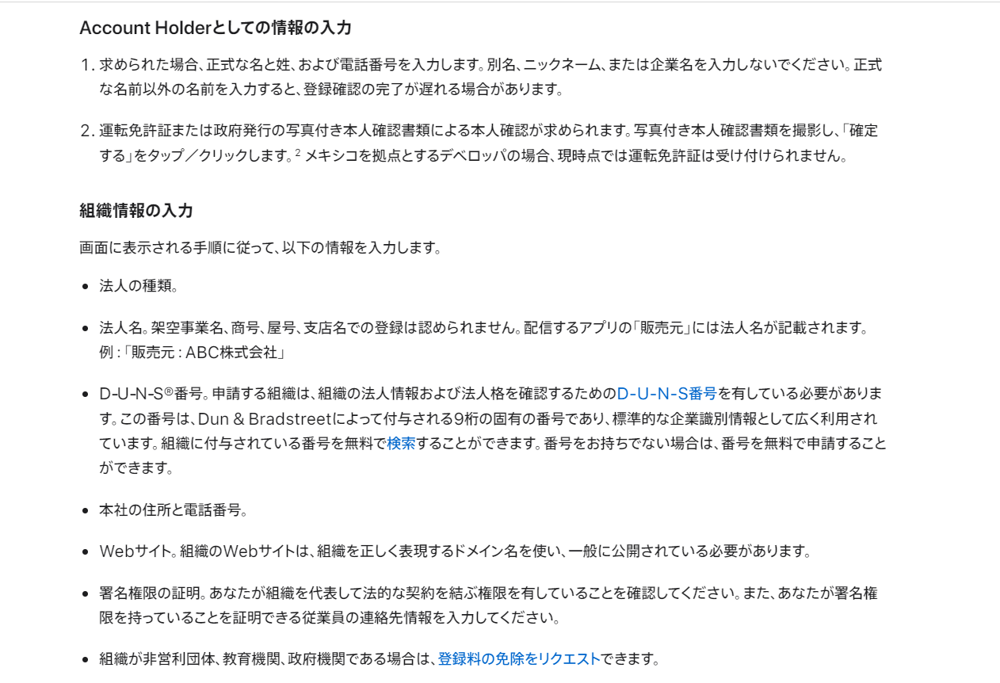 Account Holderとしての情報の入力
1. 求められた場合、正式な名と姓、および電話番号を入力します。別名、ニックネーム、または企業名を入力しないでください。正式
な名前以外の名前を入力すると、登録確認の完了が遅れる場合があります。
2. 運転免許証または政府発行の写真付き本人確認書類による本人確認が求められます。写真付き本人確認書類を撮影し、「確定
する」をタップ／クリックします。² メキシコを拠点とするデベロッパの場合、現時点では運転免許証は受け付けられません。
組織情報の入力
画面に表示される手順に従って、以下の情報を入力します。
• 法人の種類。
• 法人名。架空事業名、商号、屋号、支店名での登録は認められません。配信するアプリの「販売元」には法人名が記載されます。
例：「販売元：ABC株式会社」
• D-U-N-S®番号。申請する組織は、組織の法人情報および法人格を確認するためのD-U-N-S番号を有している必要がありま
す。この番号は、Dun & Bradstreetによって付与される9桁の固有の番号であり、標準的な企業識別情報として広く利用され
ています。組織に付与されている番号を無料で検索することができます。番号をお持ちでない場合は、番号を無料で申請すること
ができます。
• 本社の住所と電話番号。
• Webサイト。組織のWebサイトは、組織を正しく表現するドメイン名を使い、一般に公開されている必要があります。
• 署名権限の証明。あなたが組織を代表して法的な契約を結ぶ権限を有していることを確認してください。また、あなたが署名権
限を持っていることを証明できる従業員の連絡先情報を入力してください。
• 組織が非営利団体、教育機関、政府機関である場合は、登録料の免除をリクエストできます。